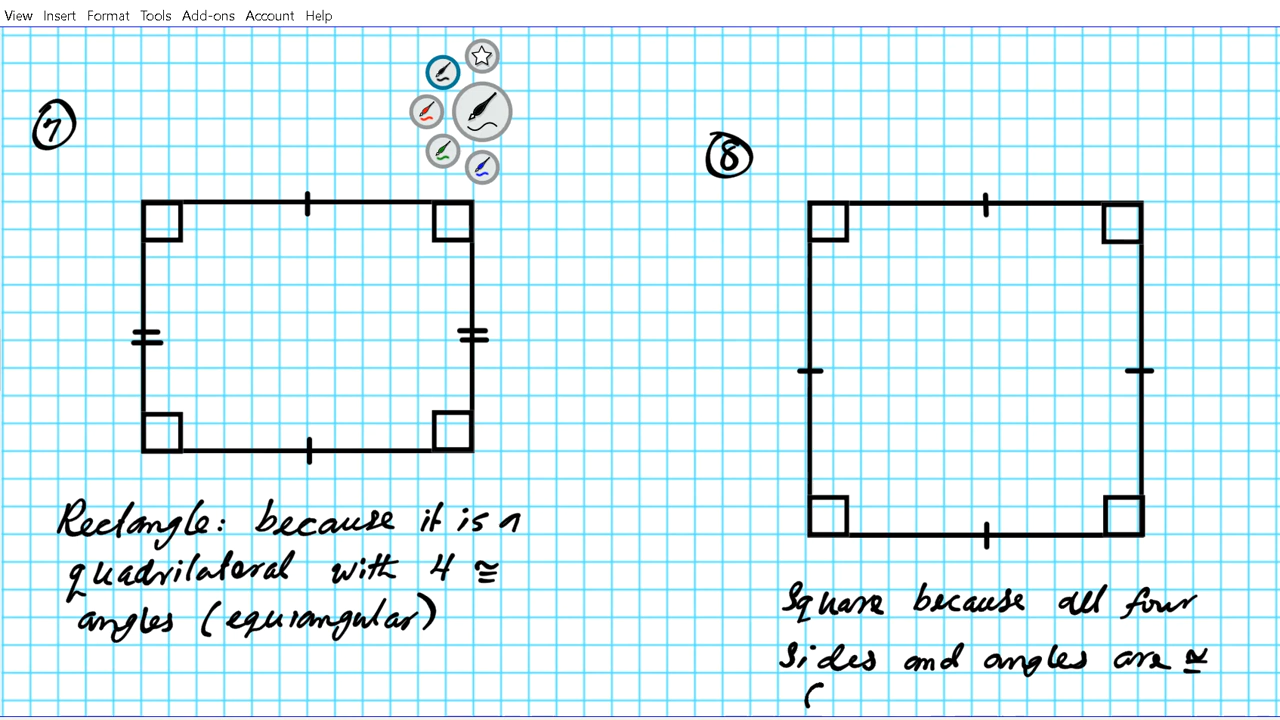 View Insert Format Tools Add-ons Account Help
7
Rectangle: because it is a
quadrilateral with 4 ≅
angles (equiangular)
8
Square because all four
sides and angles are ≅
(